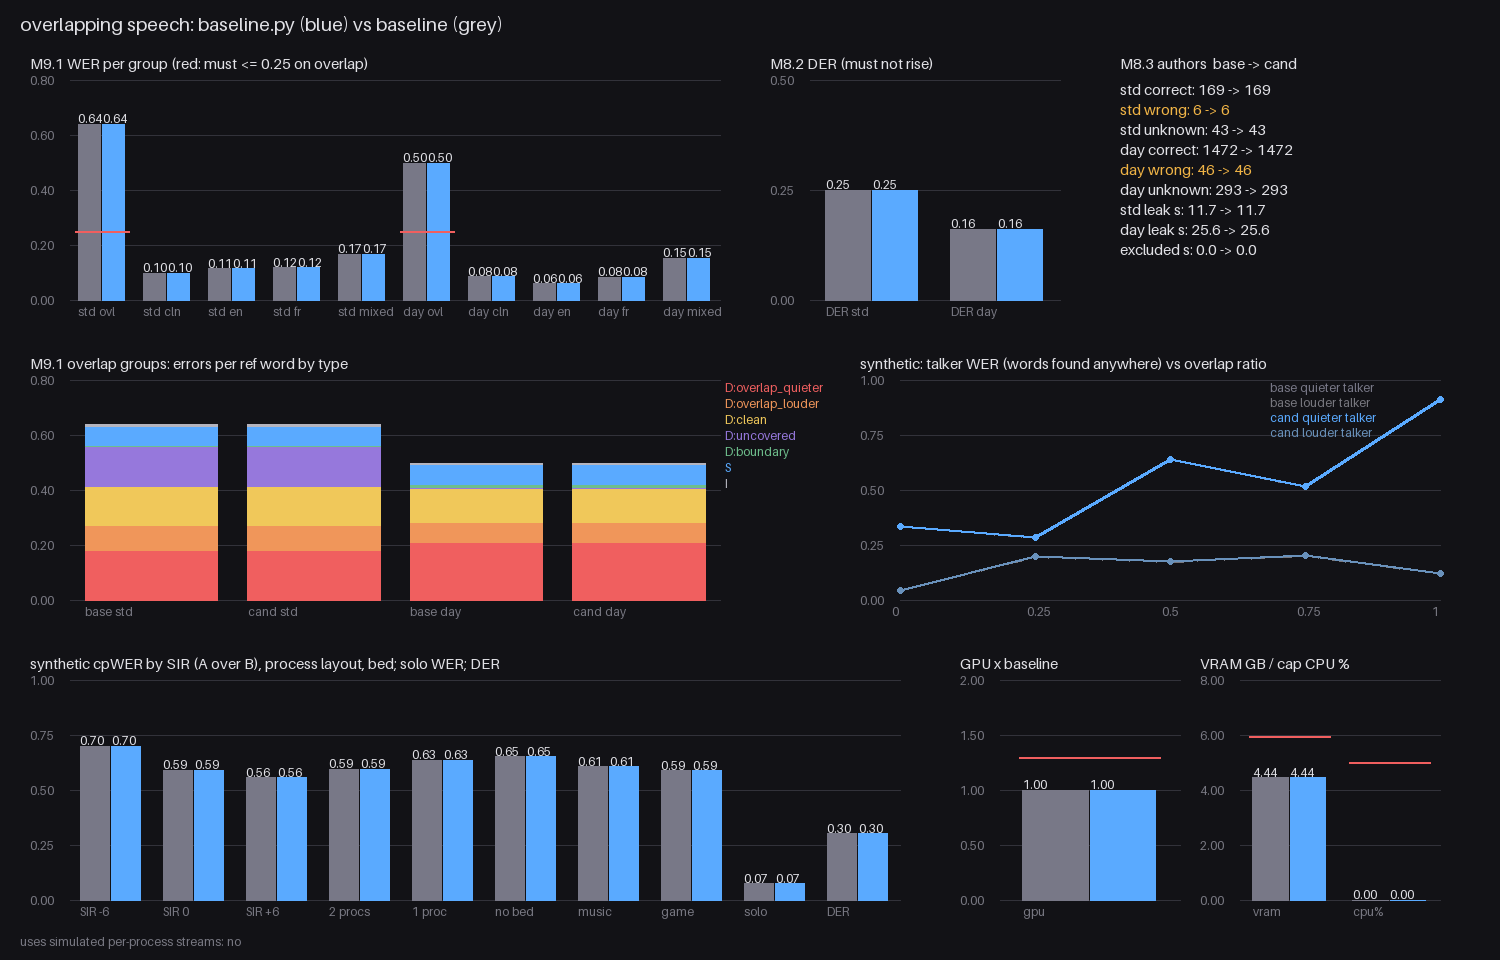 overlapping speech: baseline.py (blue) vs baseline (grey)
M9.1 WER per group (red: must <= 0.25 on overlap)
0.80
0.60
0.40
0.20
0.00
0.64 0.64
0.10 0.10
0.11 0.11
0.12 0.12
0.17 0.17
0.50 0.50
0.08 0.08
0.06 0.06
0.08 0.08
0.15 0.15
std ovl std cln std en std fr std mixed day ovl day cln day en day fr day mixed
M8.2 DER (must not rise)
0.50
0.25
0.00
0.25 0.25
0.16 0.16
DER std DER day
M8.3 authors base -> cand
std correct: 169 -> 169
std wrong: 6 -> 6
std unknown: 43 -> 43
day correct: 1472 -> 1472
day wrong: 46 -> 46
day unknown: 293 -> 293
std leak s: 11.7 -> 11.7
day leak s: 25.6 -> 25.6
excluded s: 0.0 -> 0.0
M9.1 overlap groups: errors per ref word by type
0.80
0.60
0.40
0.20
0.00
base std cand std base day cand day
D:overlap_quieter
D:overlap_louder
D:clean
D:uncovered
D:boundary
S
I
synthetic: talker WER (words found anywhere) vs overlap ratio
1.00
0.75
0.50
0.25
0.00
base quieter talker
base louder talker
cand quieter talker
cand louder talker
0 0.25 0.5 0.75 1
synthetic cpWER by SIR (A over B), process layout, bed; solo WER; DER
1.00
0.75
0.50
0.25
0.00
0.70 0.70
0.59 0.59
0.56 0.56
0.59 0.59
0.63 0.63
0.65 0.65
0.61 0.61
0.59 0.59
0.07 0.07
0.30 0.30
SIR -6 SIR 0 SIR +6 2 procs 1 proc no bed music game solo DER
GPU x baseline
2.00
1.50
1.00
0.50
0.00
1.00 1.00
gpu
VRAM GB / cap CPU %
8.00
6.00
4.00
2.00
0.00
4.44 4.44
0.00 0.00
vram cpu%
uses simulated per-process streams: no